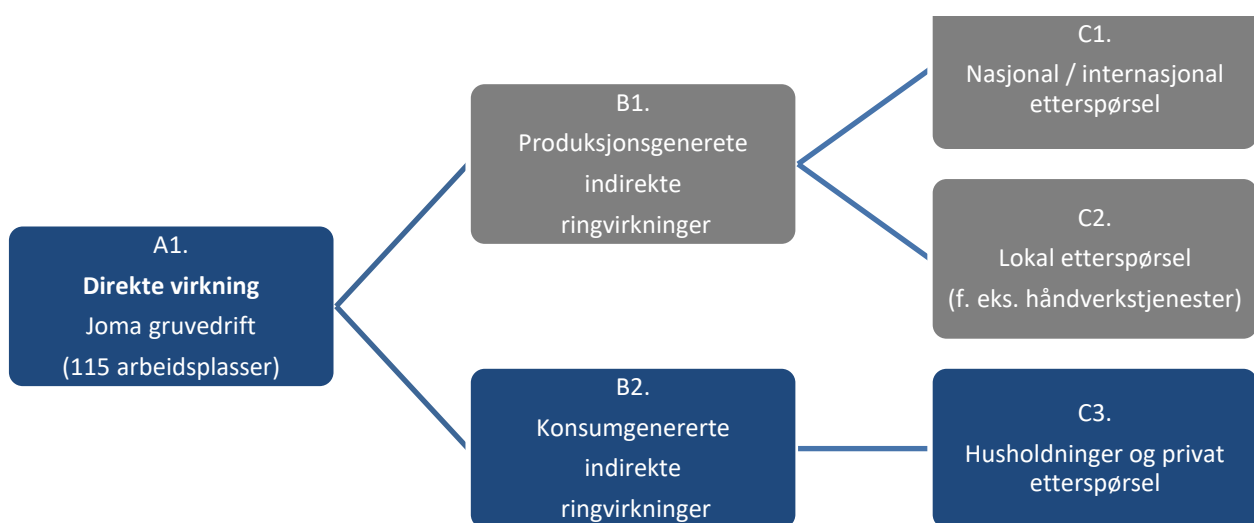 A1.
Direkte virkning
Joma gruvedrift
(115 arbeidsplasser)
B1.
Produksjonsgenerete
indirekte
ringvirkninger
B2.
Konsumgenererte
indirekte
ringvirkninger
C1.
Nasjonal / internasjonal
etterspørsel
C2.
Lokal etterspørsel
(f. eks. håndverkstjenester)
C3.
Husholdninger og privat
etterspørsel